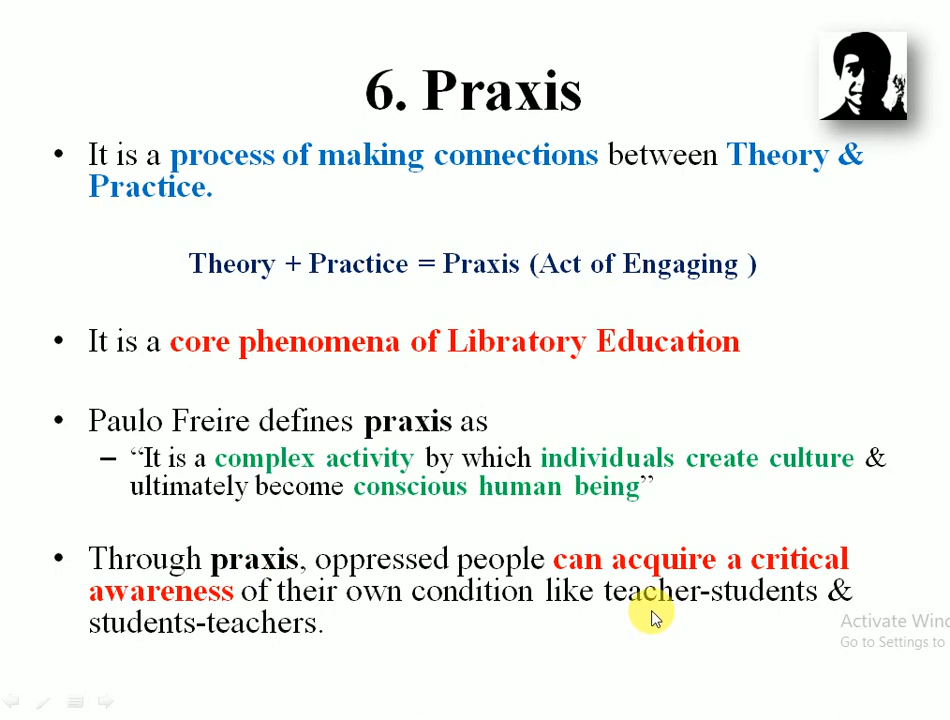 6. Praxis
• It is a process of making connections between Theory &
Practice.
Theory + Practice = Praxis (Act of Engaging )
• It is a core phenomena of Libratory Education
• Paulo Freire defines praxis as
– “It is a complex activity by which individuals create culture &
ultimately become conscious human being”
• Through praxis, oppressed people can acquire a critical
awareness of their own condition like teacher-students &
students-teachers.
Activate Wind
Go to Settings to